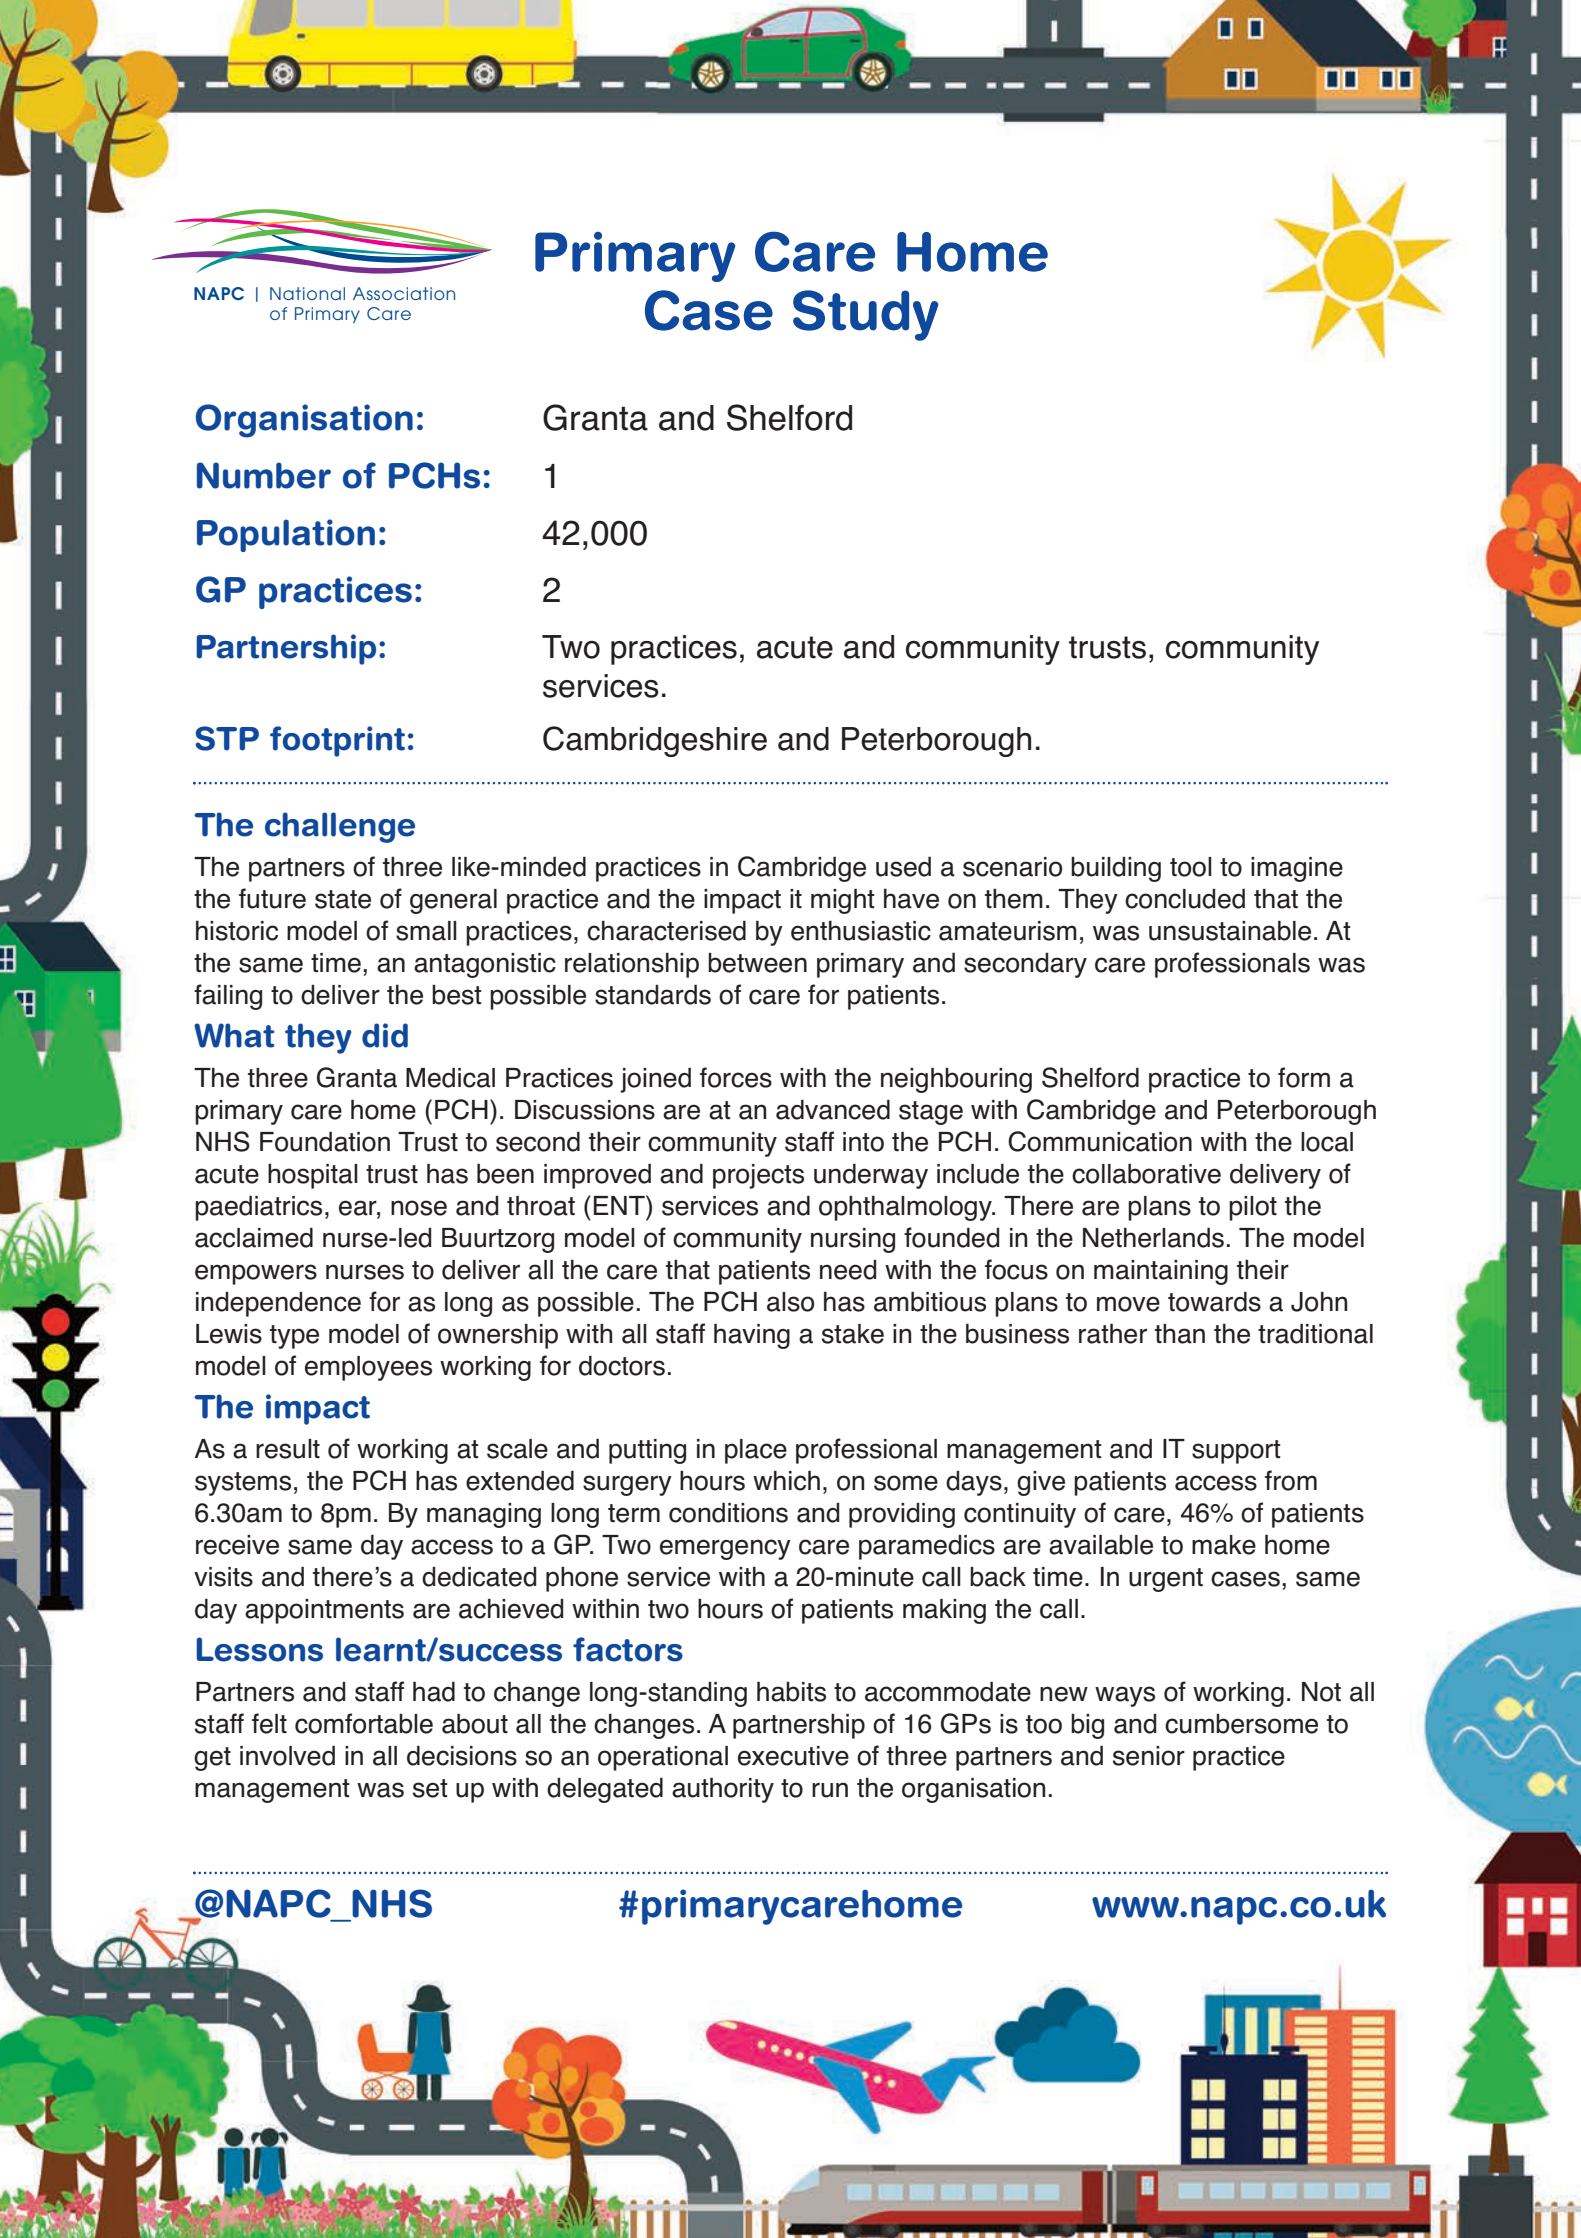 NAPC | National Association
of Primary Care
Primary Care Home
Case Study
Organisation: Granta and Shelford
Number of PCHs: 1
Population: 42,000
GP practices: 2
Partnership: Two practices, acute and community trusts, community
services.
STP footprint: Cambridgeshire and Peterborough.
The challenge
The partners of three like-minded practices in Cambridge used a scenario building tool to imagine
the future state of general practice and the impact it might have on them. They concluded that the
historic model of small practices, characterised by enthusiastic amateurism, was unsustainable. At
the same time, an antagonistic relationship between primary and secondary care professionals was
failing to deliver the best possible standards of care for patients.
What they did
The three Granta Medical Practices joined forces with the neighbouring Shelford practice to form a
primary care home (PCH). Discussions are at an advanced stage with Cambridge and Peterborough
NHS Foundation Trust to second their community staff into the PCH. Communication with the local
acute hospital trust has been improved and projects underway include the collaborative delivery of
paediatrics, ear, nose and throat (ENT) services and ophthalmology. There are plans to pilot the
acclaimed nurse-led Buurtzorg model of community nursing founded in the Netherlands. The model
empowers nurses to deliver all the care that patients need with the focus on maintaining their
independence for as long as possible. The PCH also has ambitious plans to move towards a John
Lewis type model of ownership with all staff having a stake in the business rather than the traditional
model of employees working for doctors.
The impact
As a result of working at scale and putting in place professional management and IT support
systems, the PCH has extended surgery hours which, on some days, give patients access from
6.30am to 8pm. By managing long term conditions and providing continuity of care, 46% of patients
receive same day access to a GP. Two emergency care paramedics are available to make home
visits and there’s a dedicated phone service with a 20-minute call back time. In urgent cases, same
day appointments are achieved within two hours of patients making the call.
Lessons learnt/success factors
Partners and staff had to change long-standing habits to accommodate new ways of working. Not all
staff felt comfortable about all the changes. A partnership of 16 GPs is too big and cumbersome to
get involved in all decisions so an operational executive of three partners and senior practice
management was set up with delegated authority to run the organisation.
@NAPC_NHS #primarycarehome www.napc.co.uk